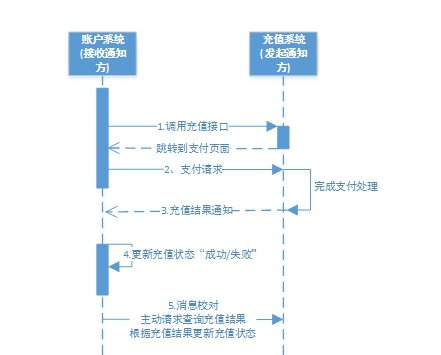 账户系统
(接收通知
方)
充值系统
(发起通知
方)
1.调用充值接口
跳转到支付页面
2、支付请求
完成支付处理
3.充值结果通知
4.更新充值状态“成功/失败”
5.消息校对
主动请求查询充值结果
根据充值结果更新充值状态